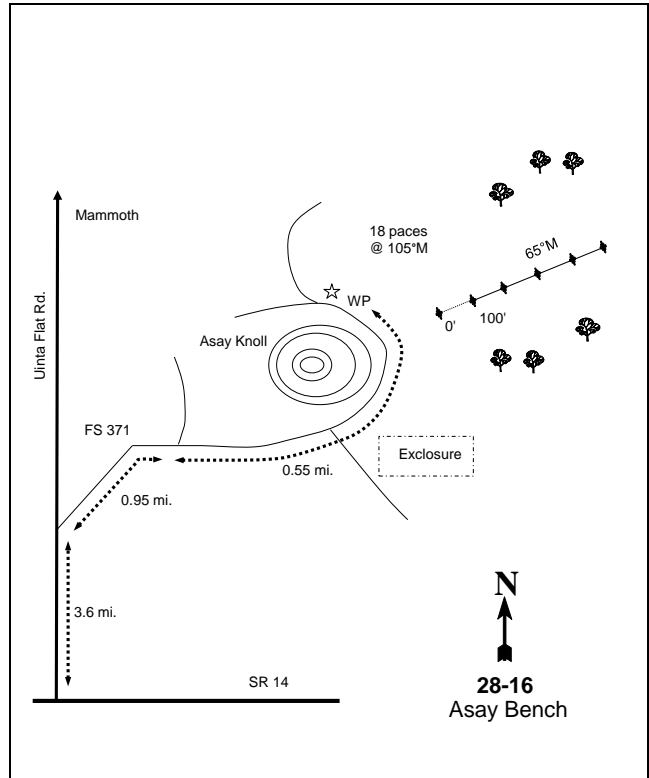 Mammoth
Uinta Flat Rd.
18 paces
@ 105°M
65°M
WP
0'
100'
Asay Knoll
FS 371
Exclosure
0.55 mi.
0.95 mi.
3.6 mi.
SR 14
N
28-16
Asay Bench